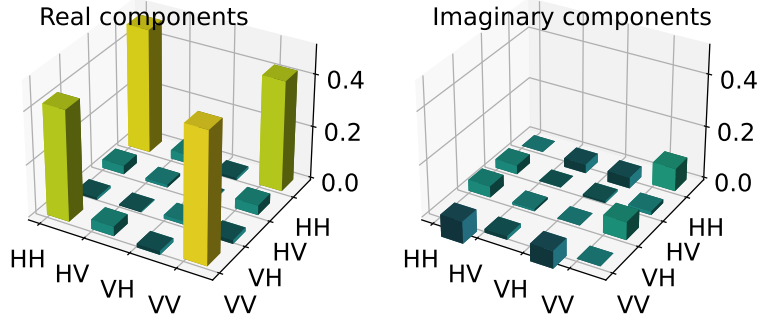 Real components
Imaginary components
0.4
0.2
0.0
HH
HV
VH
VV
HH
HV
VH
VV
0.4
0.2
0.0
HH
HV
VH
VV
HH
HV
VH
VV